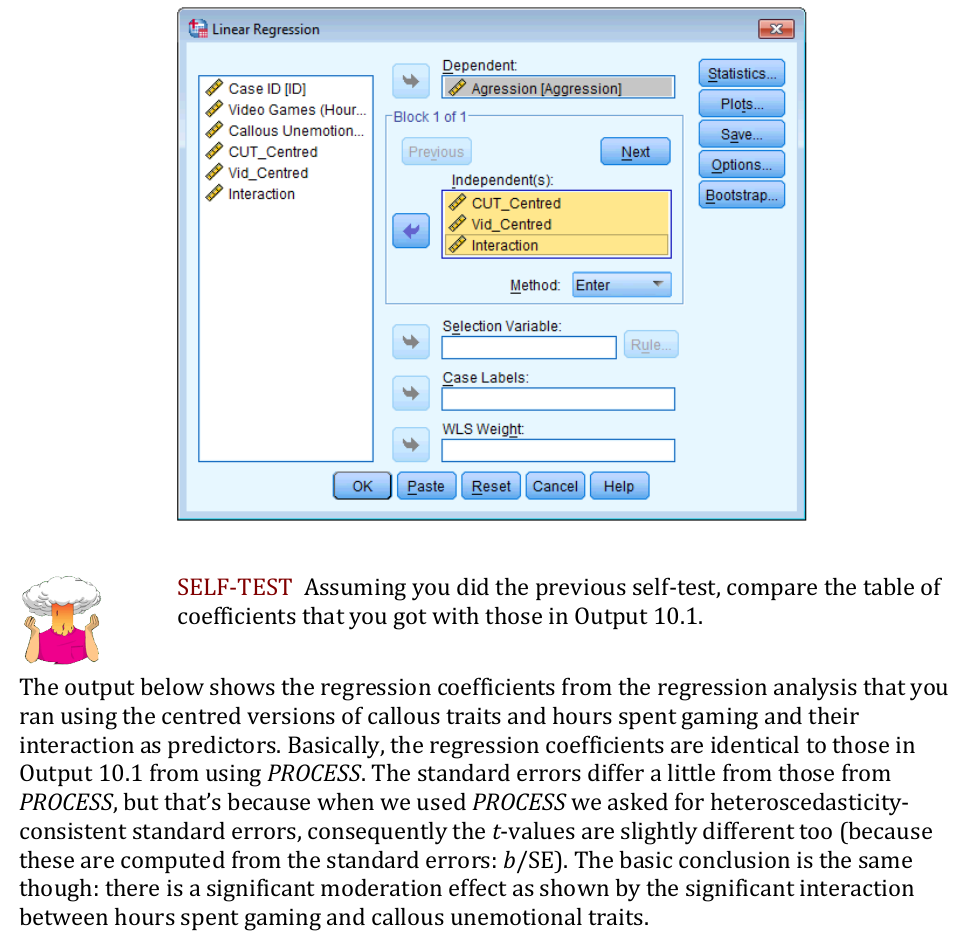 Linear Regression
Case ID [ID]
Video Games (Hour...
Callous Unemotion...
CUT_Centred
Vid_Centred
Interaction
Dependent:
Agression [Aggression]
Block 1 of 1
Previous
Next
Independent(s):
CUT_Centred
Vid_Centred
Interaction
Method:
Enter
Selection Variable:
Rule...
Case Labels:
WLS Weight:
Statistics...
Plots...
Save...
Options...
Bootstrap...
OK
Paste
Reset
Cancel
Help
SELF-TEST Assuming you did the previous self-test, compare the table of
coefficients that you got with those in Output 10.1.
The output below shows the regression coefficients from the regression analysis that you
ran using the centred versions of callous traits and hours spent gaming and their
interaction as predictors. Basically, the regression coefficients are identical to those in
Output 10.1 from using PROCESS. The standard errors differ a little from those from
PROCESS, but that’s because when we used PROCESS we asked for heteroscedasticity-
consistent standard errors, consequently the t-values are slightly different too (because
these are computed from the standard errors: b/SE). The basic conclusion is the same
though: there is a significant moderation effect as shown by the significant interaction
between hours spent gaming and callous unemotional traits.